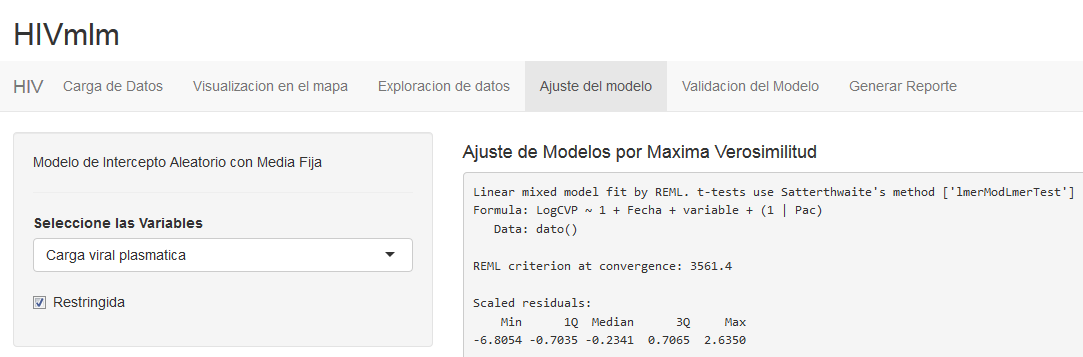 HIVmlm
HIV Carga de Datos Visualizacion en el mapa Exploracion de datos Ajuste del modelo Validacion del Modelo Generar Reporte
Modelo de Intercepto Aleatorio con Media Fija
Seleccione las Variables
Carga viral plasmatica
Restringida
Ajuste de Modelos por Maxima Verosimilitud
Linear mixed model fit by REML. t-tests use Satterthwaite's method ['lmerModLmerTest']
Formula: LogCVP ~ 1 + Fecha + variable + (1 | Pac)
Data: dato()
REML criterion at convergence: 3561.4
Scaled residuals:
Min 1Q Median 3Q Max
-6.8054 -0.7035 -0.2341 0.7065 2.6350